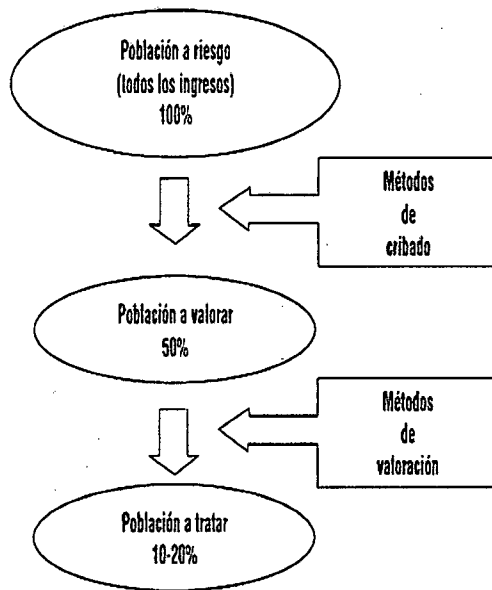 Población a riesgo
(todos los ingresos)
100%
Métodos
de
cribado
Población a valorar
50%
Métodos
de
valoración
Población a tratar
10-20%